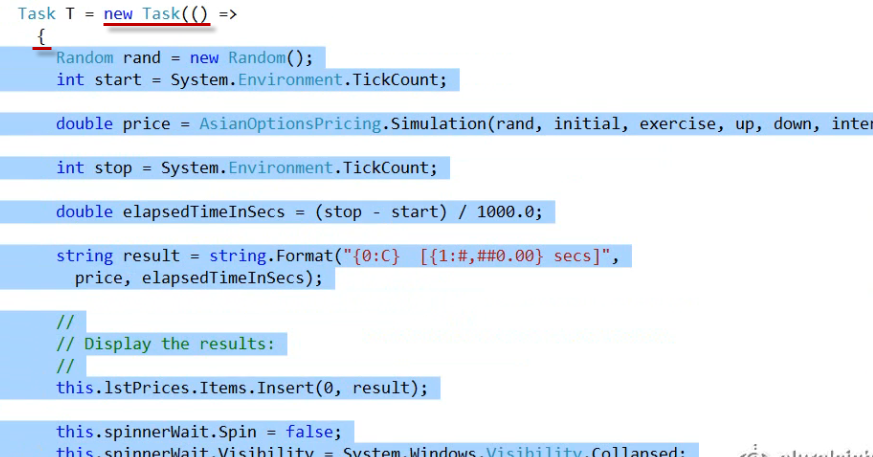 Task T = new Task(() =>
{
Random rand = new Random();
int start = System.Environment.TickCount;
double price = AsianOptionsPricing.Simulation(rand, initial, exercise, up, down, inter
int stop = System.Environment.TickCount;
double elapsedTimeInSecs = (stop - start) / 1000.0;
string result = string.Format("{0:C}  [{1:#,##0.00} secs]",
price, elapsedTimeInSecs);
//
// Display the results:
//
this.lstPrices.Items.Insert(0, result);
this.spinnerWait.Spin = false;
this.spinnerWait.Visibility = System.Windows.Visibility.Collapsed;